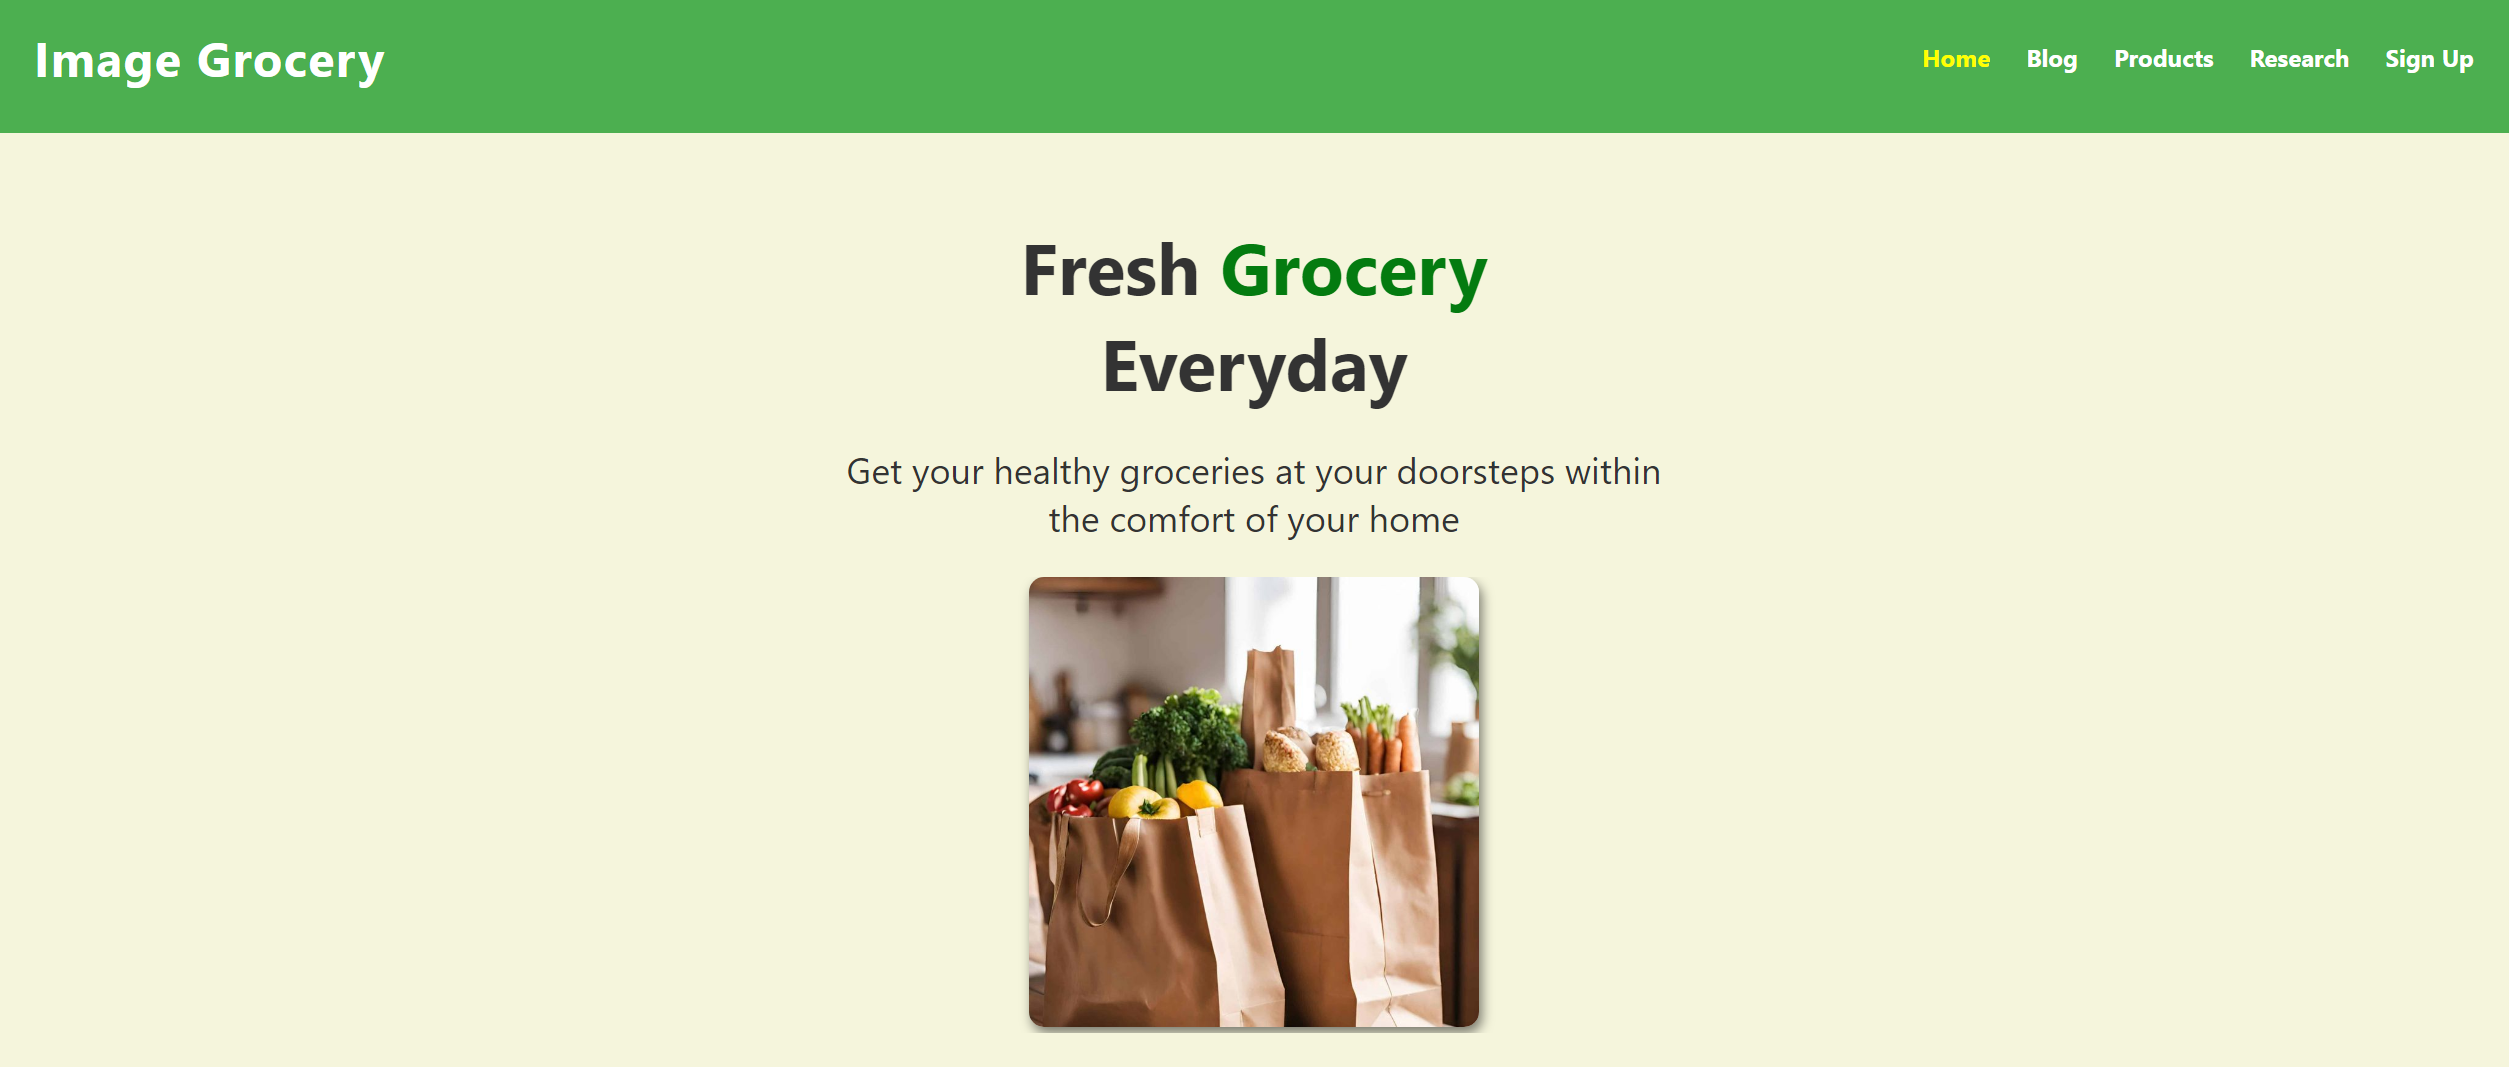 Image Grocery
Home Blog Products Research Sign Up
Fresh Grocery
Everyday
Get your healthy groceries at your doorsteps within
the comfort of your home